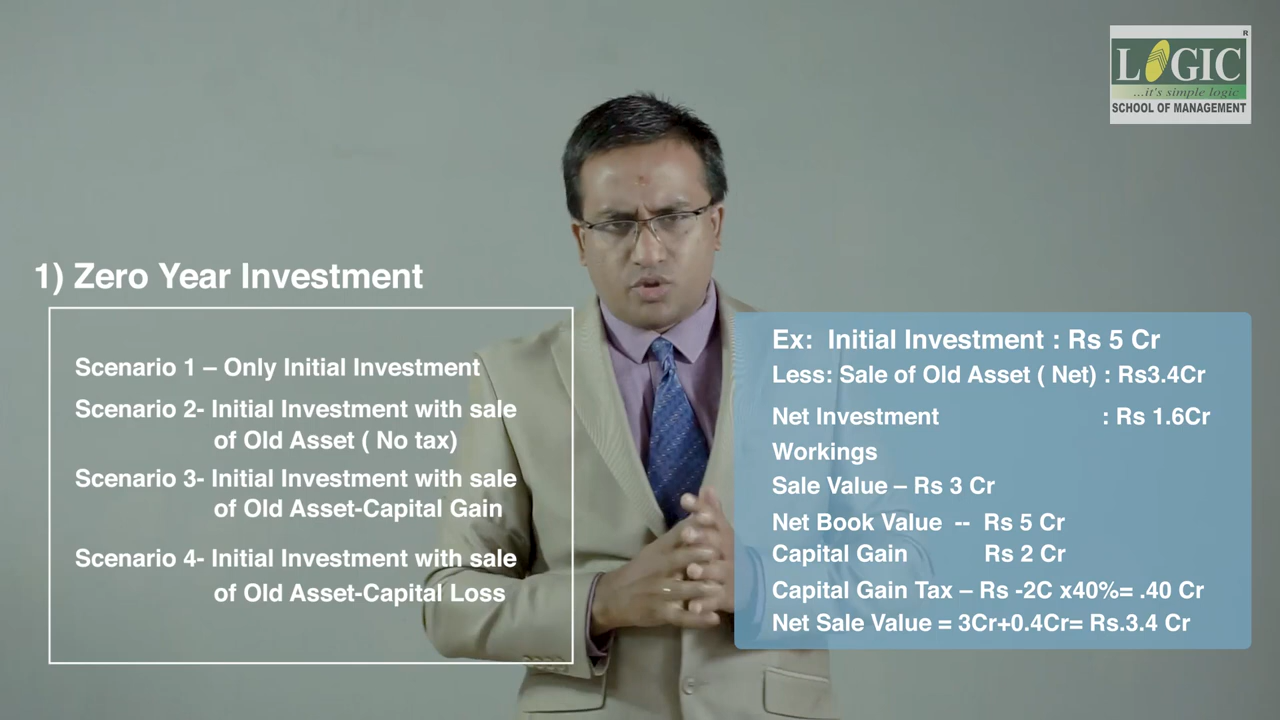 LOGIC
R
...it's simple logic
SCHOOL OF MANAGEMENT
1) Zero Year Investment
Scenario 1 – Only Initial Investment
Scenario 2- Initial Investment with sale
of Old Asset ( No tax)
Scenario 3- Initial Investment with sale
of Old Asset-Capital Gain
Scenario 4- Initial Investment with sale
of Old Asset-Capital Loss
Ex: Initial Investment : Rs 5 Cr
Less: Sale of Old Asset ( Net) : Rs3.4Cr
Net Investment : Rs 1.6Cr
Workings
Sale Value – Rs 3 Cr
Net Book Value -- Rs 5 Cr
Capital Gain Rs 2 Cr
Capital Gain Tax – Rs -2C x40%= .40 Cr
Net Sale Value = 3Cr+0.4Cr= Rs.3.4 Cr